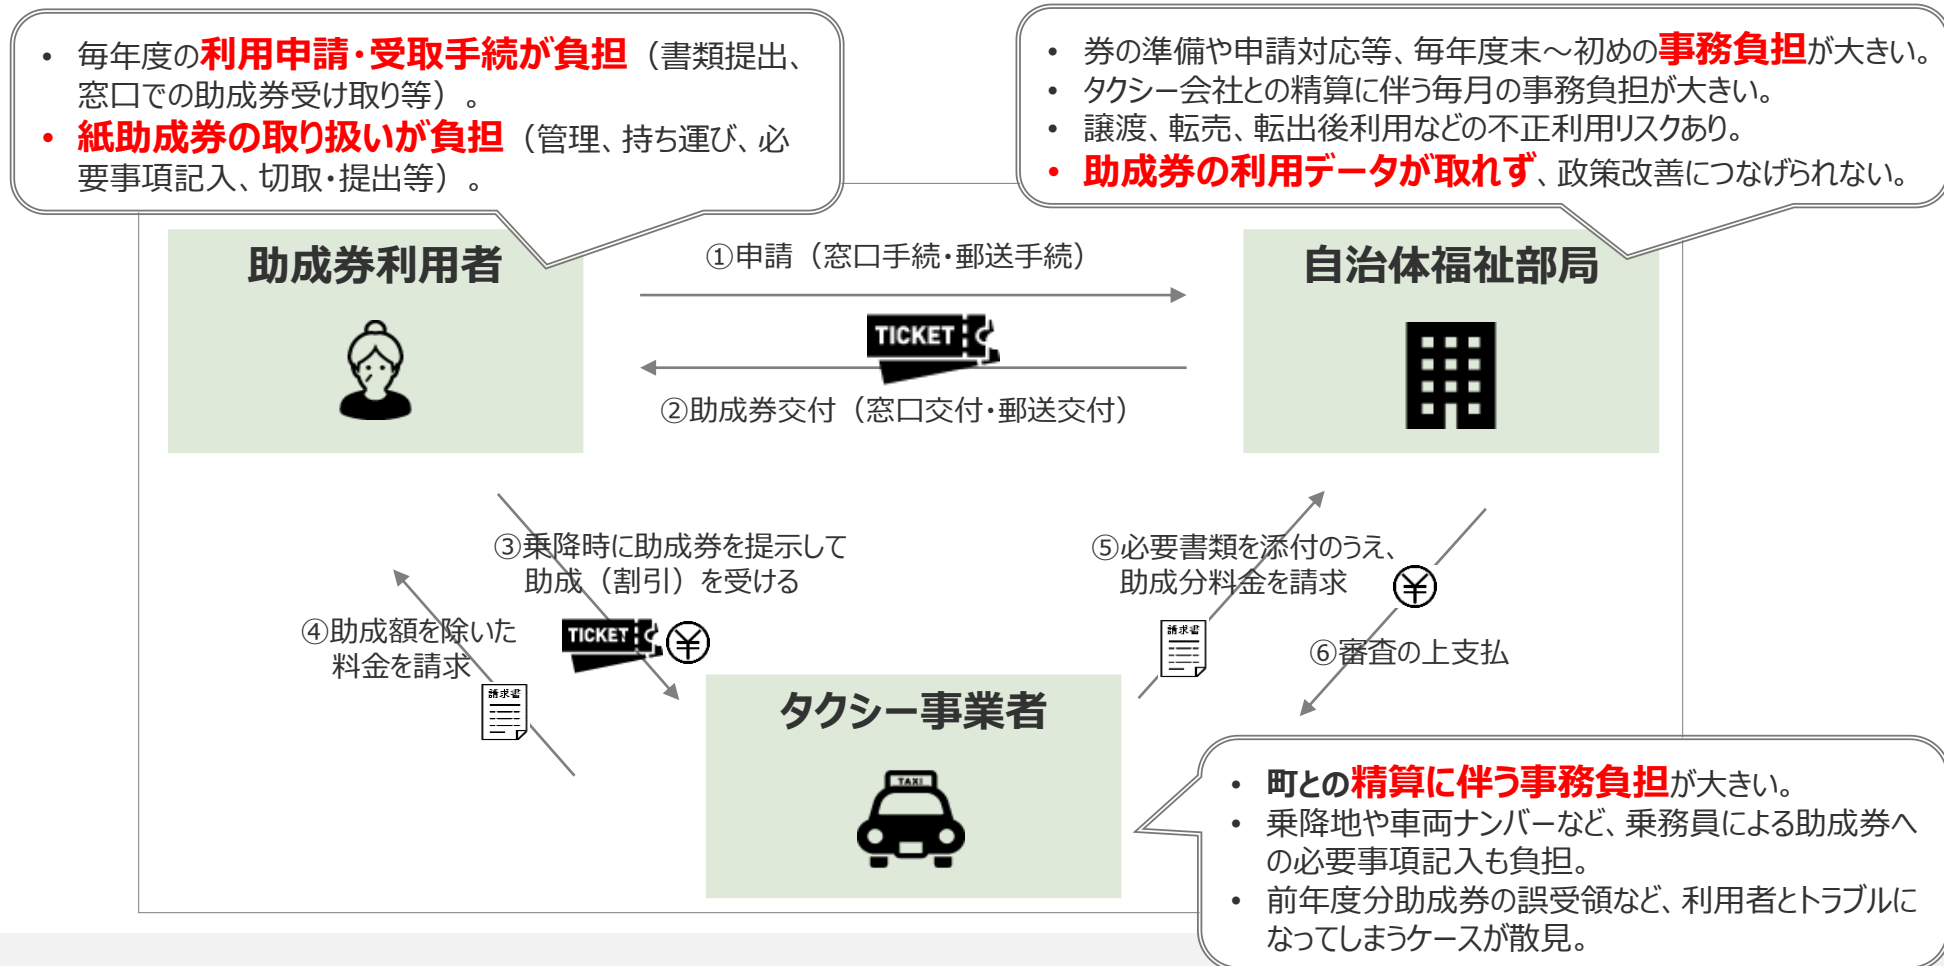 • 毎年度の利用申請・受取手続が負担（書類提出、
窓口での助成券受け取り等）。
• 紙助成券の取り扱いが負担（管理、持ち運び、必
要事項記入、切取・提出等）。
• 券の準備や申請対応等、毎年度末～初めの事務負担が大きい。
• タクシー会社との精算に伴う毎月の事務負担が大きい。
• 譲渡、転売、転出後利用などの不正利用リスクあり。
• 助成券の利用データが取れず、政策改善につなげられない。
助成券利用者
①申請（窓口手続・郵送手続）
TICKET
②助成券交付（窓口交付・郵送交付）
自治体福祉部局
③乗降時に助成券を提示して
助成（割引）を受ける
TICKET
¥
④助成額を除いた
料金を請求
請求書
⑤必要書類を添付のうえ、
助成分料金を請求
請求書
¥
⑥審査の上支払
タクシー事業者
TAXI
• 町との精算に伴う事務負担が大きい。
• 乗降地や車両ナンバーなど、乗務員による助成券へ
の必要事項記入も負担。
• 前年度分助成券の誤受領など、利用者とトラブルに
なってしまうケースが散見。